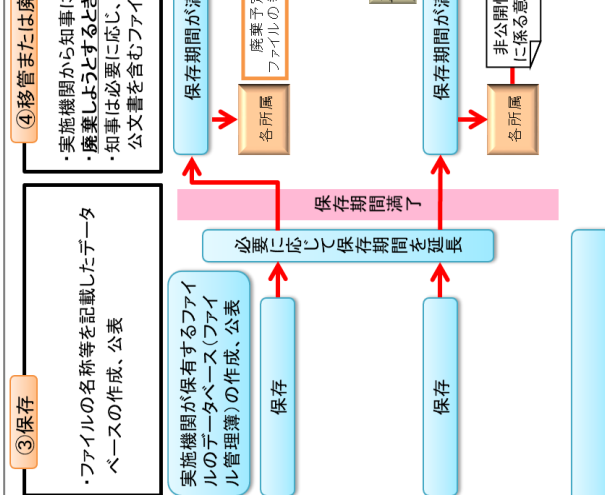 ③保存
・ファイルの名称等を記載したデータ
ベースの作成、公表
実施機関が保有するファイ
ルのデータベース(ファイ
ル管理簿)の作成、公表
保存
保存
必要に応じて保存期間を延長
保存期間満了
④移管または廃
・実施機関から知事に
・廃棄しようとするとき
・知事は必要に応じ、
公文書を含むファイ
保存期間が満
各所属
廃棄予定
ファイルの
保存期間が満
各所属
非公開情
に係る意